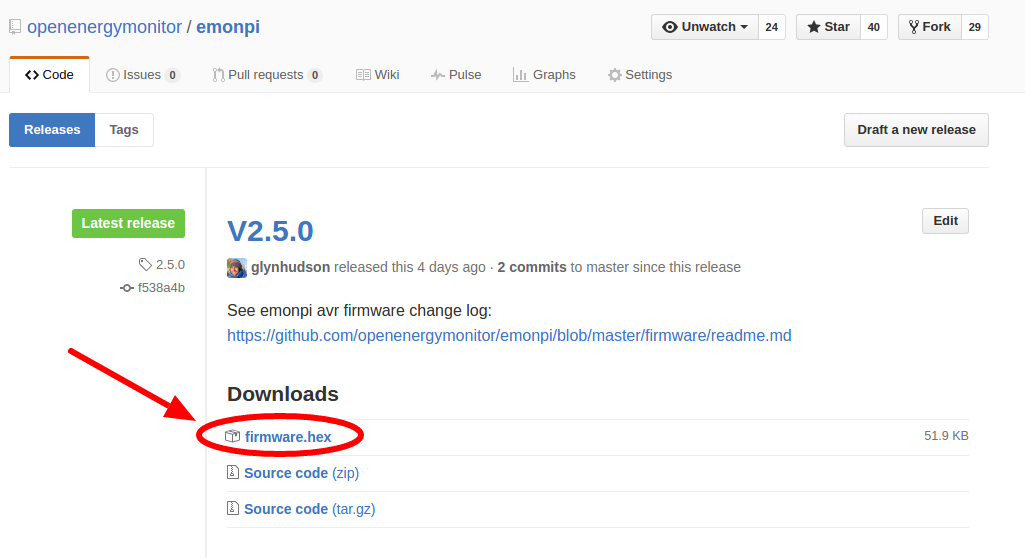 openenergymonitor / emonpi
Unwatch 24 Star 40 Fork 29
Code Issues 0 Pull requests 0 Wiki Pulse Graphs Settings
Releases Tags Draft a new release
Latest release
2.5.0
f538a4b
V2.5.0
Edit
glynhudson released this 4 days ago · 2 commits to master since this release
See emonpi avr firmware change log:
https://github.com/openenergymonitor/emonpi/blob/master/firmware/readme.md
Downloads
firmware.hex 51.9 KB
Source code (zip)
Source code (tar.gz)